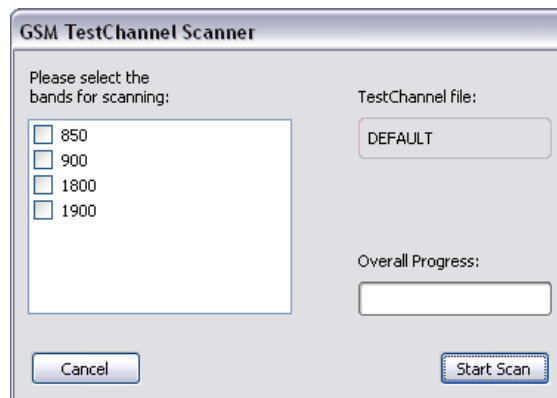 GSM TestChannel Scanner
Please select the
bands for scanning:
850
900
1800
1900
TestChannel file:
DEFAULT
Overall Progress:
Cancel
Start Scan